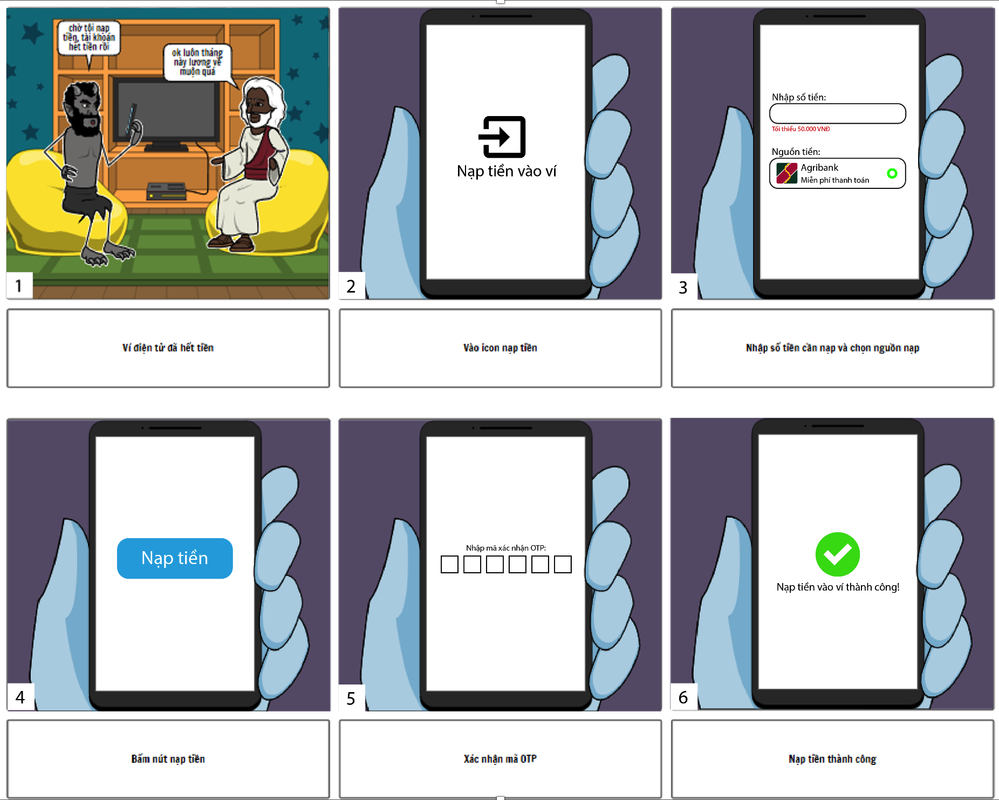 chờ tôi nạp
tiền, tài khoản
hết tiền rồi
ok luôn tháng
này lương về
muộn quá
1
Nạp tiền vào ví
2
Nhập số tiền:
Tối thiểu 50.000 VNĐ
Nguồn tiền:
Agribank
Miễn phí thanh toán
3
Ví điện tử đã hết tiền
Vào icon nạp tiền
Nhập số tiền cần nạp và chọn nguồn nạp
Nạp tiền
4
Nhập mã xác nhận OTP:
5
Nạp tiền vào ví thành công!
6
Bấm nút nạp tiền
Xác nhận mã OTP
Nạp tiền thành công